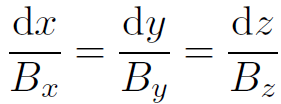 dx/B_x = dy/B_y = dz/B_z